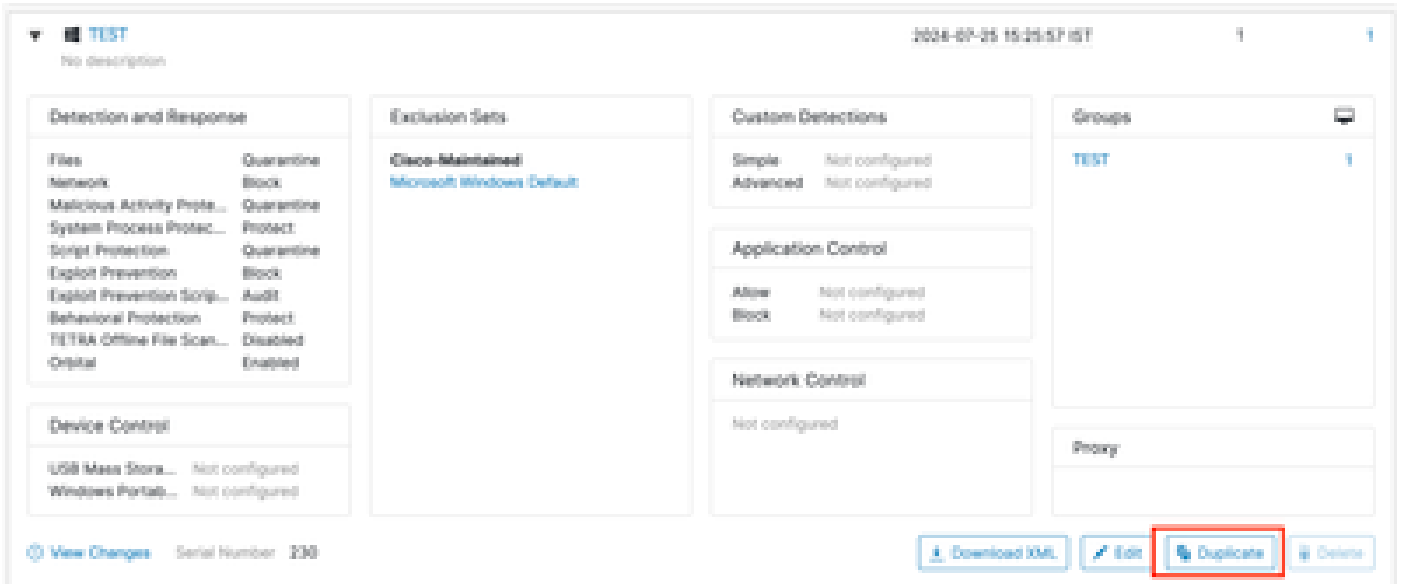 TEST 2024-07-25 15:25:57 IST 1 1
No description
Detection and Response
Files Quarantine
Network Block
Malicious Activity Prote... Quarantine
System Process Protec... Protect
Script Protection Quarantine
Exploit Prevention Block
Exploit Prevention Scrip... Audit
Behavioral Protection Protect
TETRA Offline File Scan... Disabled
Orbital Enabled
Device Control
USB Mass Stora... Not configured
Windows Portab... Not configured
Exclusion Sets
Cisco-Maintained
Microsoft Windows Default
Custom Detections
Simple Not configured
Advanced Not configured
Application Control
Allow Not configured
Block Not configured
Network Control
Not configured
Groups
TEST 1
Proxy
View Changes Serial Number 230 Download XML Edit Duplicate Delete